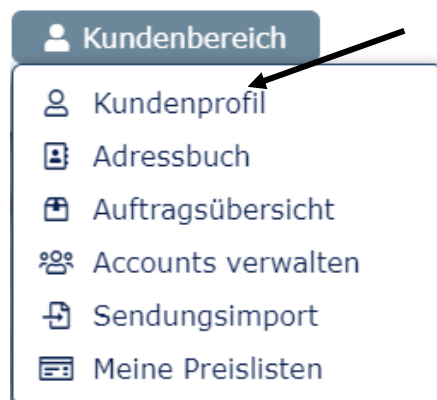 Kundenbereich
Kundenprofil
Adressbuch
Auftragsübersicht
Accounts verwalten
Sendungsimport
Meine Preislisten